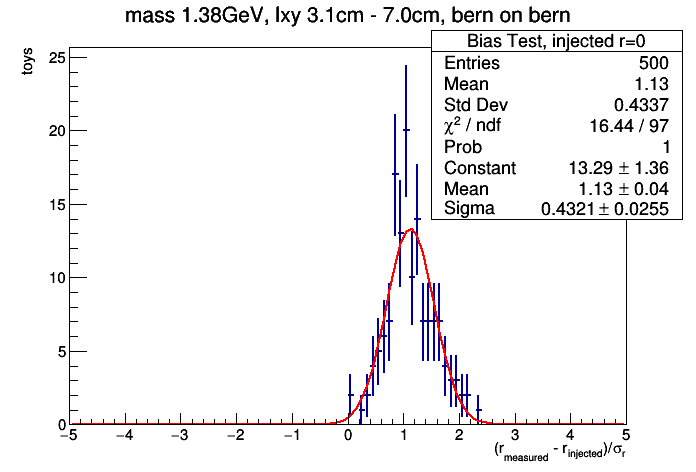 mass 1.38GeV, lxy 3.1cm - 7.0cm, bern on bern
toys
Bias Test, injected r=0
Entries 500
Mean 1.13
Std Dev 0.4337
χ² / ndf 16.44 / 97
Prob 1
Constant 13.29 ± 1.36
Mean 1.13 ± 0.04
Sigma 0.4321 ± 0.0255
25
20
15
10
5
0
−5 −4 −3 −2 −1 0 1 2 3 4 5
(r_measured - r_injected)/σ_r